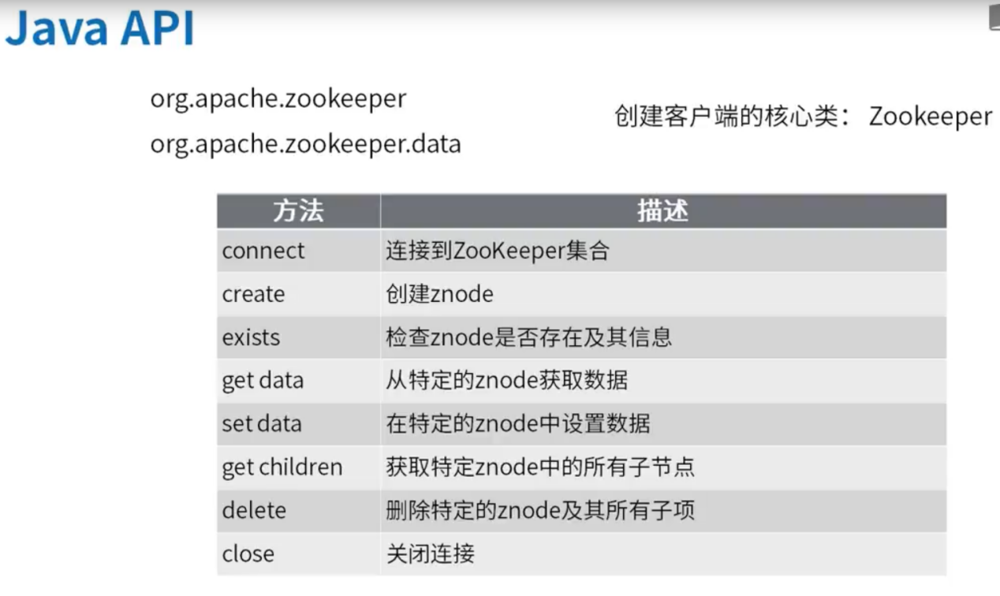 Java API
org.apache.zookeeper
org.apache.zookeeper.data
创建客户端的核心类： Zookeeper
方法 描述
connect 连接到ZooKeeper集合
create 创建znode
exists 检查znode是否存在及其信息
get data 从特定的znode获取数据
set data 在特定的znode中设置数据
get children 获取特定znode中的所有子节点
delete 删除特定的znode及其所有子项
close 关闭连接